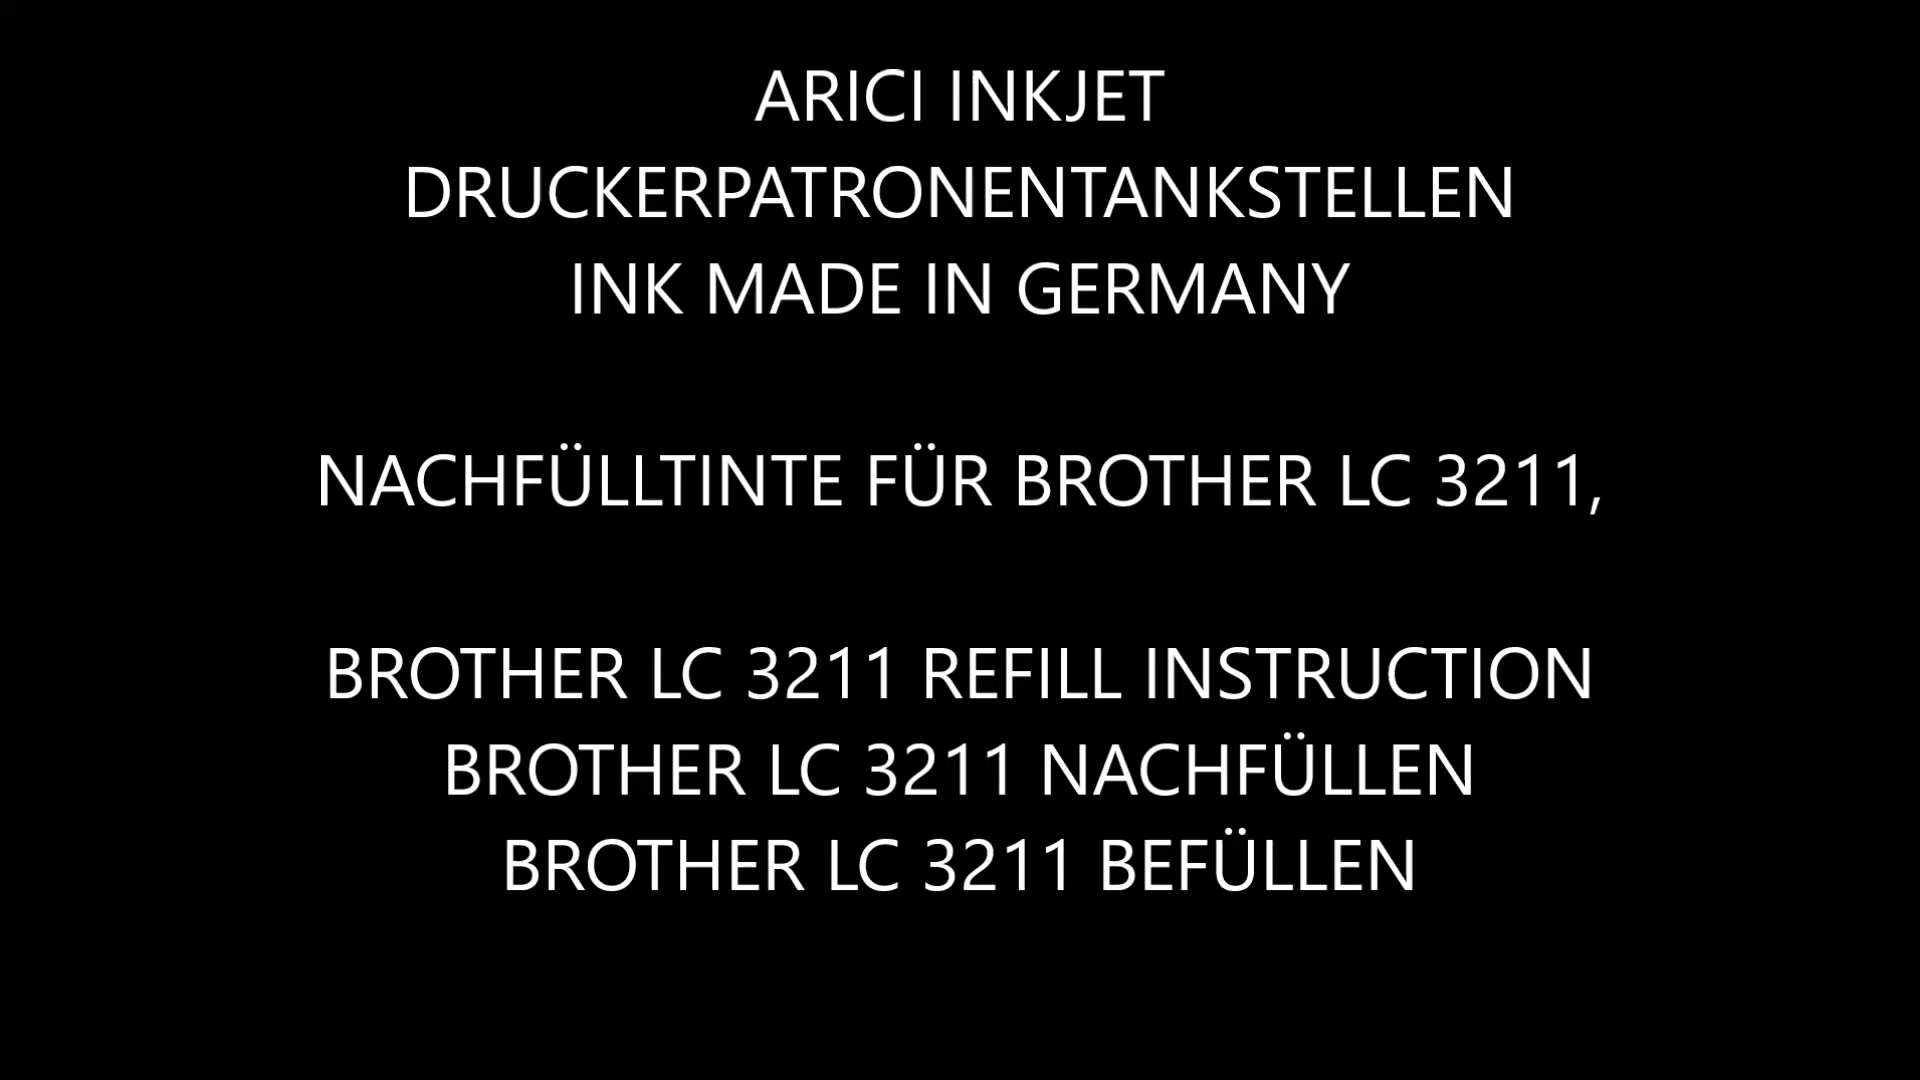 ARICI INKJET
DRUCKERPATRONENTANKSTELLEN
INK MADE IN GERMANY
NACHFÜLLTINTE FÜR BROTHER LC 3211,
BROTHER LC 3211 REFILL INSTRUCTION
BROTHER LC 3211 NACHFÜLLEN
BROTHER LC 3211 BEFÜLLEN